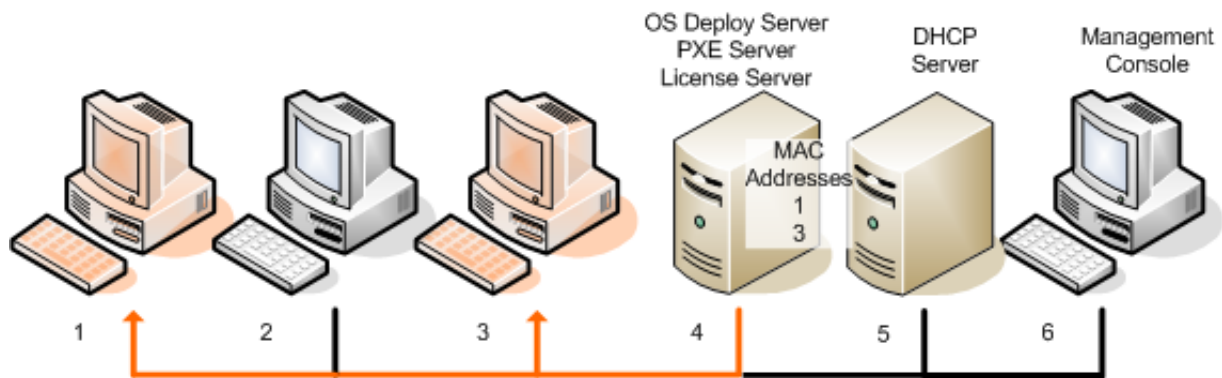 OS Deploy Server
PXE Server
License Server
DHCP
Server
Management
Console
MAC
Addresses
1
3
1
2
3
4
5
6